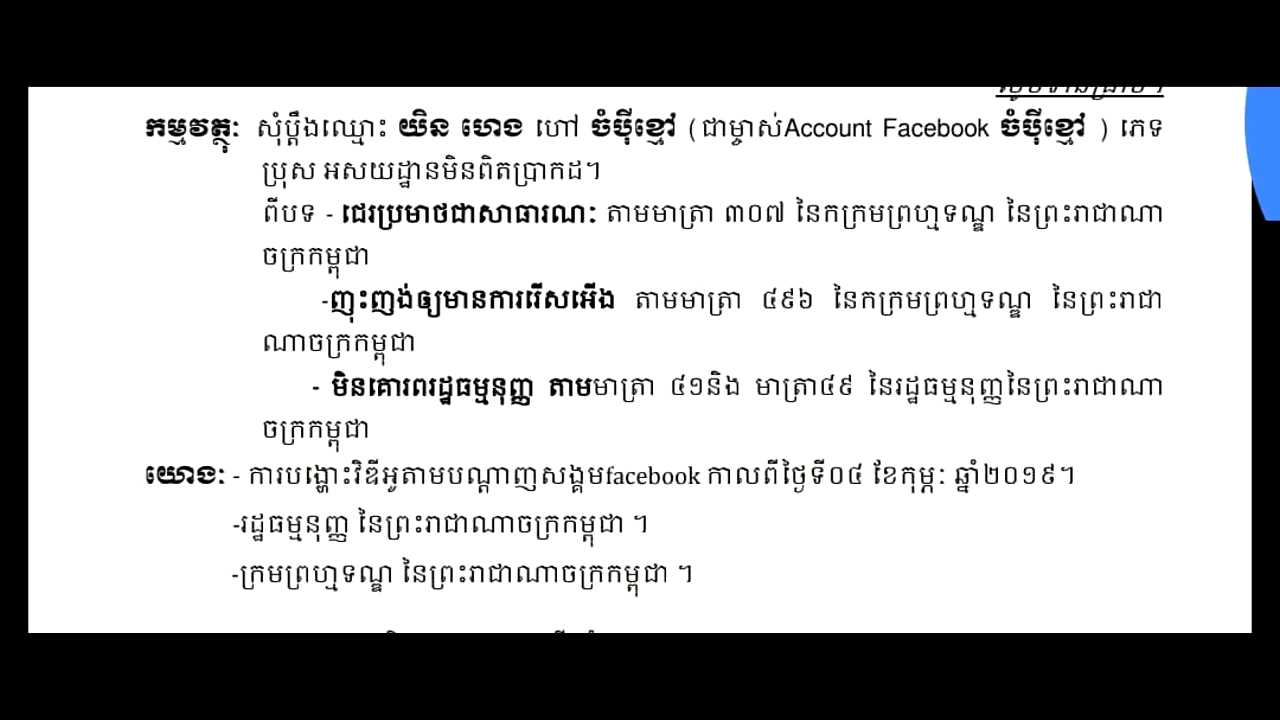 កម្មវត្ថុៈ សុំប្តឹងឈ្មោះ យិន ហេង ហៅ ចំប៉ីខ្មៅ (ជាម្ចាស់Account Facebook ចំប៉ីខ្មៅ ) ភេទ
ប្រុស អសយដ្ឋានមិនពិតប្រាកដ។
ពីបទ - ជេរប្រមាថជាសាធារណៈ តាមមាត្រា ៣០៧ នៃកក្រមព្រហ្មទណ្ឌ នៃព្រះរាជាណា
ចក្រកម្ពុជា
-ញុះញង់ឲ្យមានការរើសអើង តាមមាត្រា ៤៩៦ នៃកក្រមព្រហ្មទណ្ឌ នៃព្រះរាជា
ណាចក្រកម្ពុជា
- មិនគោរពរដ្ឋធម្មនុញ្ញ តាមមាត្រា ៤១និង មាត្រា៤៩ នៃរដ្ឋធម្មនុញ្ញនៃព្រះរាជាណា
ចក្រកម្ពុជា
យោងៈ - ការបង្ហោះវិឌីអូតាមបណ្តាញសង្គមfacebook កាលពីថ្ងៃទី០៤ ខែកុម្ភៈ ឆ្នាំ២០១៩។
-រដ្ឋធម្មនុញ្ញ នៃព្រះរាជាណាចក្រកម្ពុជា ។
-ក្រមព្រហ្មទណ្ឌ នៃព្រះរាជាណាចក្រកម្ពុជា ។